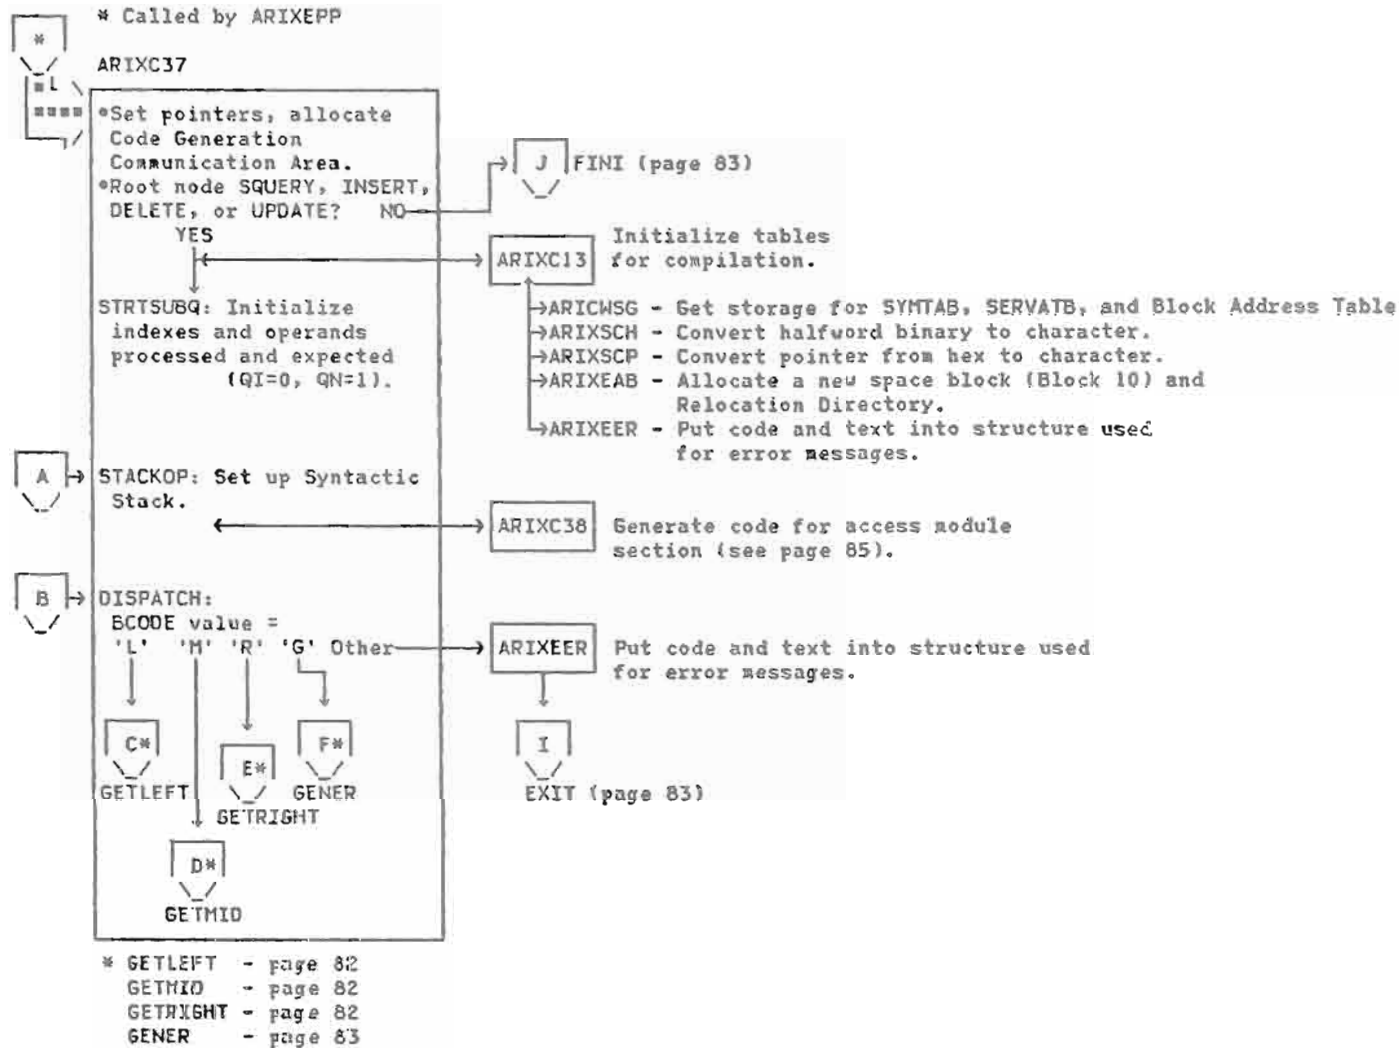 * Called by ARIXEPP
*
ARIXC37
L
•Set pointers, allocate
Code Generation
Communication Area.
•Root node SQUERY, INSERT,
DELETE, or UPDATE? NO
J FINI (page 83)
YES
ARIXC13 Initialize tables
for compilation.
STRTSUBQ: Initialize
indexes and operands
processed and expected
(QI=0, QN=1).
ARICWSG - Get storage for SYMTAB, SERVATB, and Block Address Table
ARIXSCH - Convert halfword binary to character.
ARIXSCP - Convert pointer from hex to character.
ARIXEAB - Allocate a new space block (Block 10) and
Relocation Directory.
ARIXEER - Put code and text into structure used
for error messages.
A STACKOP: Set up Syntactic
Stack.
ARIXC38 Generate code for access module
section (see page 85).
B DISPATCH:
BCODE value =
'L' 'M' 'R' 'G' Other
ARIXEER Put code and text into structure used
for error messages.
C* E* F* I
GETLEFT GENER EXIT (page 83)
GETRIGHT
D*
GETMID
* GETLEFT - page 82
GETMID - page 82
GETRIGHT - page 82
GENER - page 83